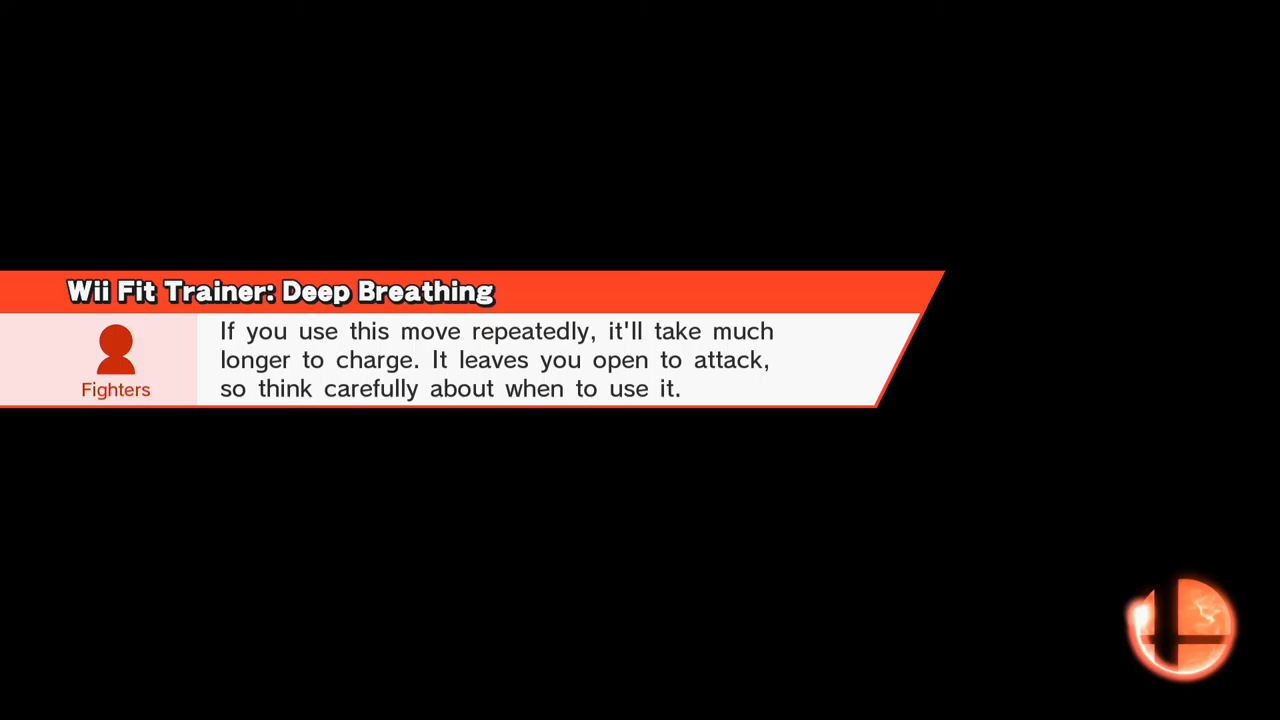 Wii Fit Trainer: Deep Breathing
Fighters
If you use this move repeatedly, it'll take much
longer to charge. It leaves you open to attack,
so think carefully about when to use it.